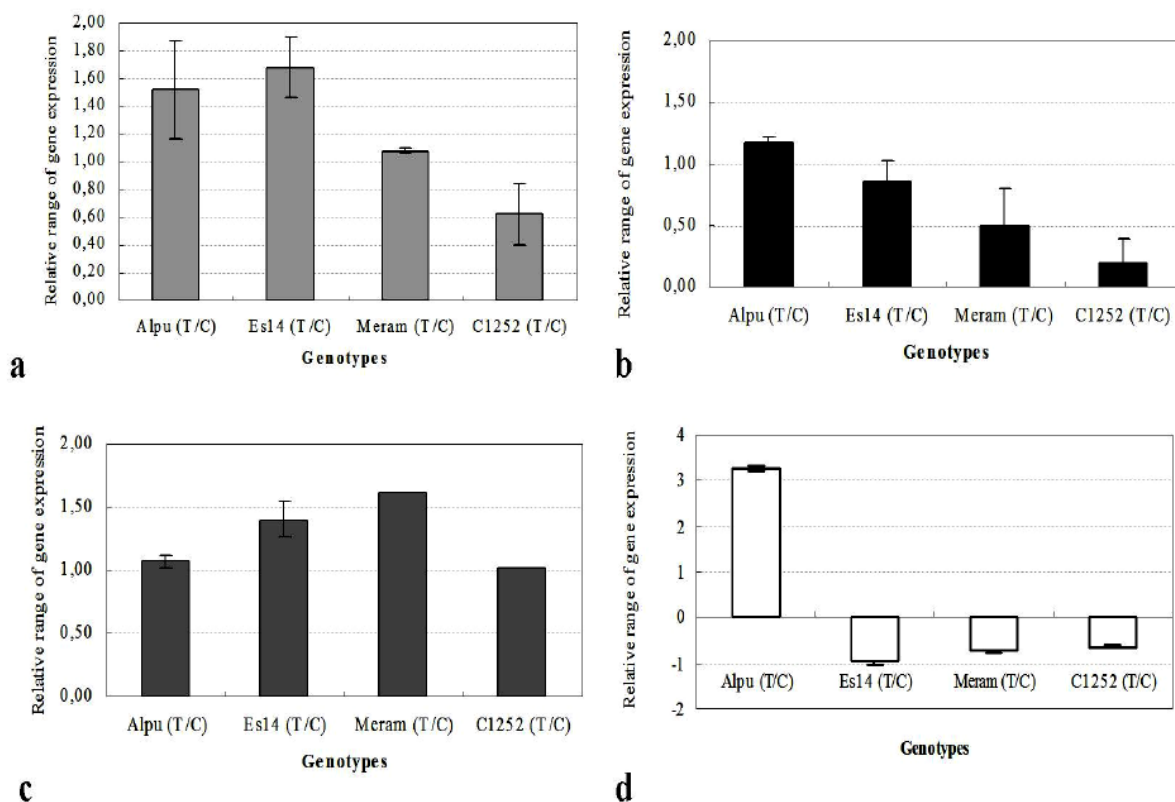 Relative range of gene expression
2,00
1,80
1,60
1,40
1,20
1,00
0,80
0,60
0,40
0,20
0,00
Alpu (T/C) Es14 (T/C) Meram (T/C) C1252 (T/C)
Genotypes
a
Relative range of gene expression
2,00
1,50
1,00
0,50
0,00
Alpu (T/C) Es14 (T/C) Meram (T/C) C1252 (T/C)
Genotypes
b
Relative range of gene expression
2,00
1,50
1,00
0,50
0,00
Alpu (T/C) Es14 (T/C) Meram (T/C) C1252 (T/C)
Genotypes
c
Relative range of gene expression
4
3
2
1
0
-1
-2
Alpu (T/C) Es14 (T/C) Meram (T/C) C1252 (T/C)
Genotypes
d